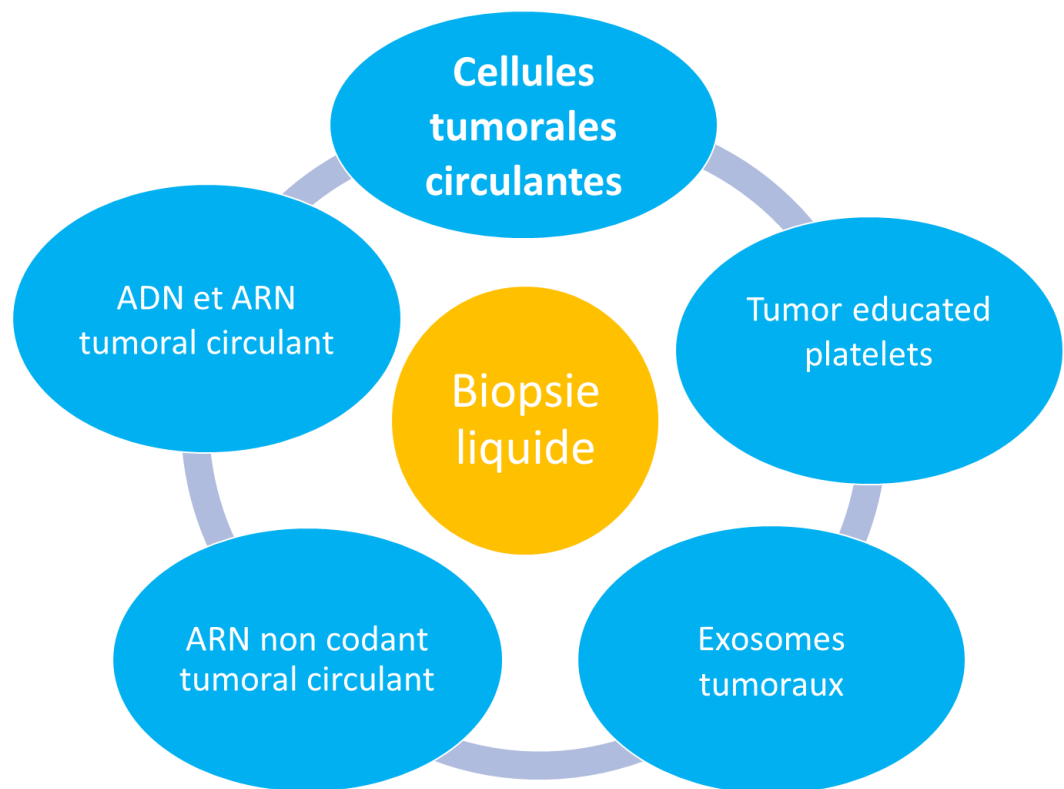 Cellules
tumorales
circulantes
ADN et ARN
tumoral circulant
Tumor educated
platelets
Biopsie
liquide
ARN non codant
tumoral circulant
Exosomes
tumoraux